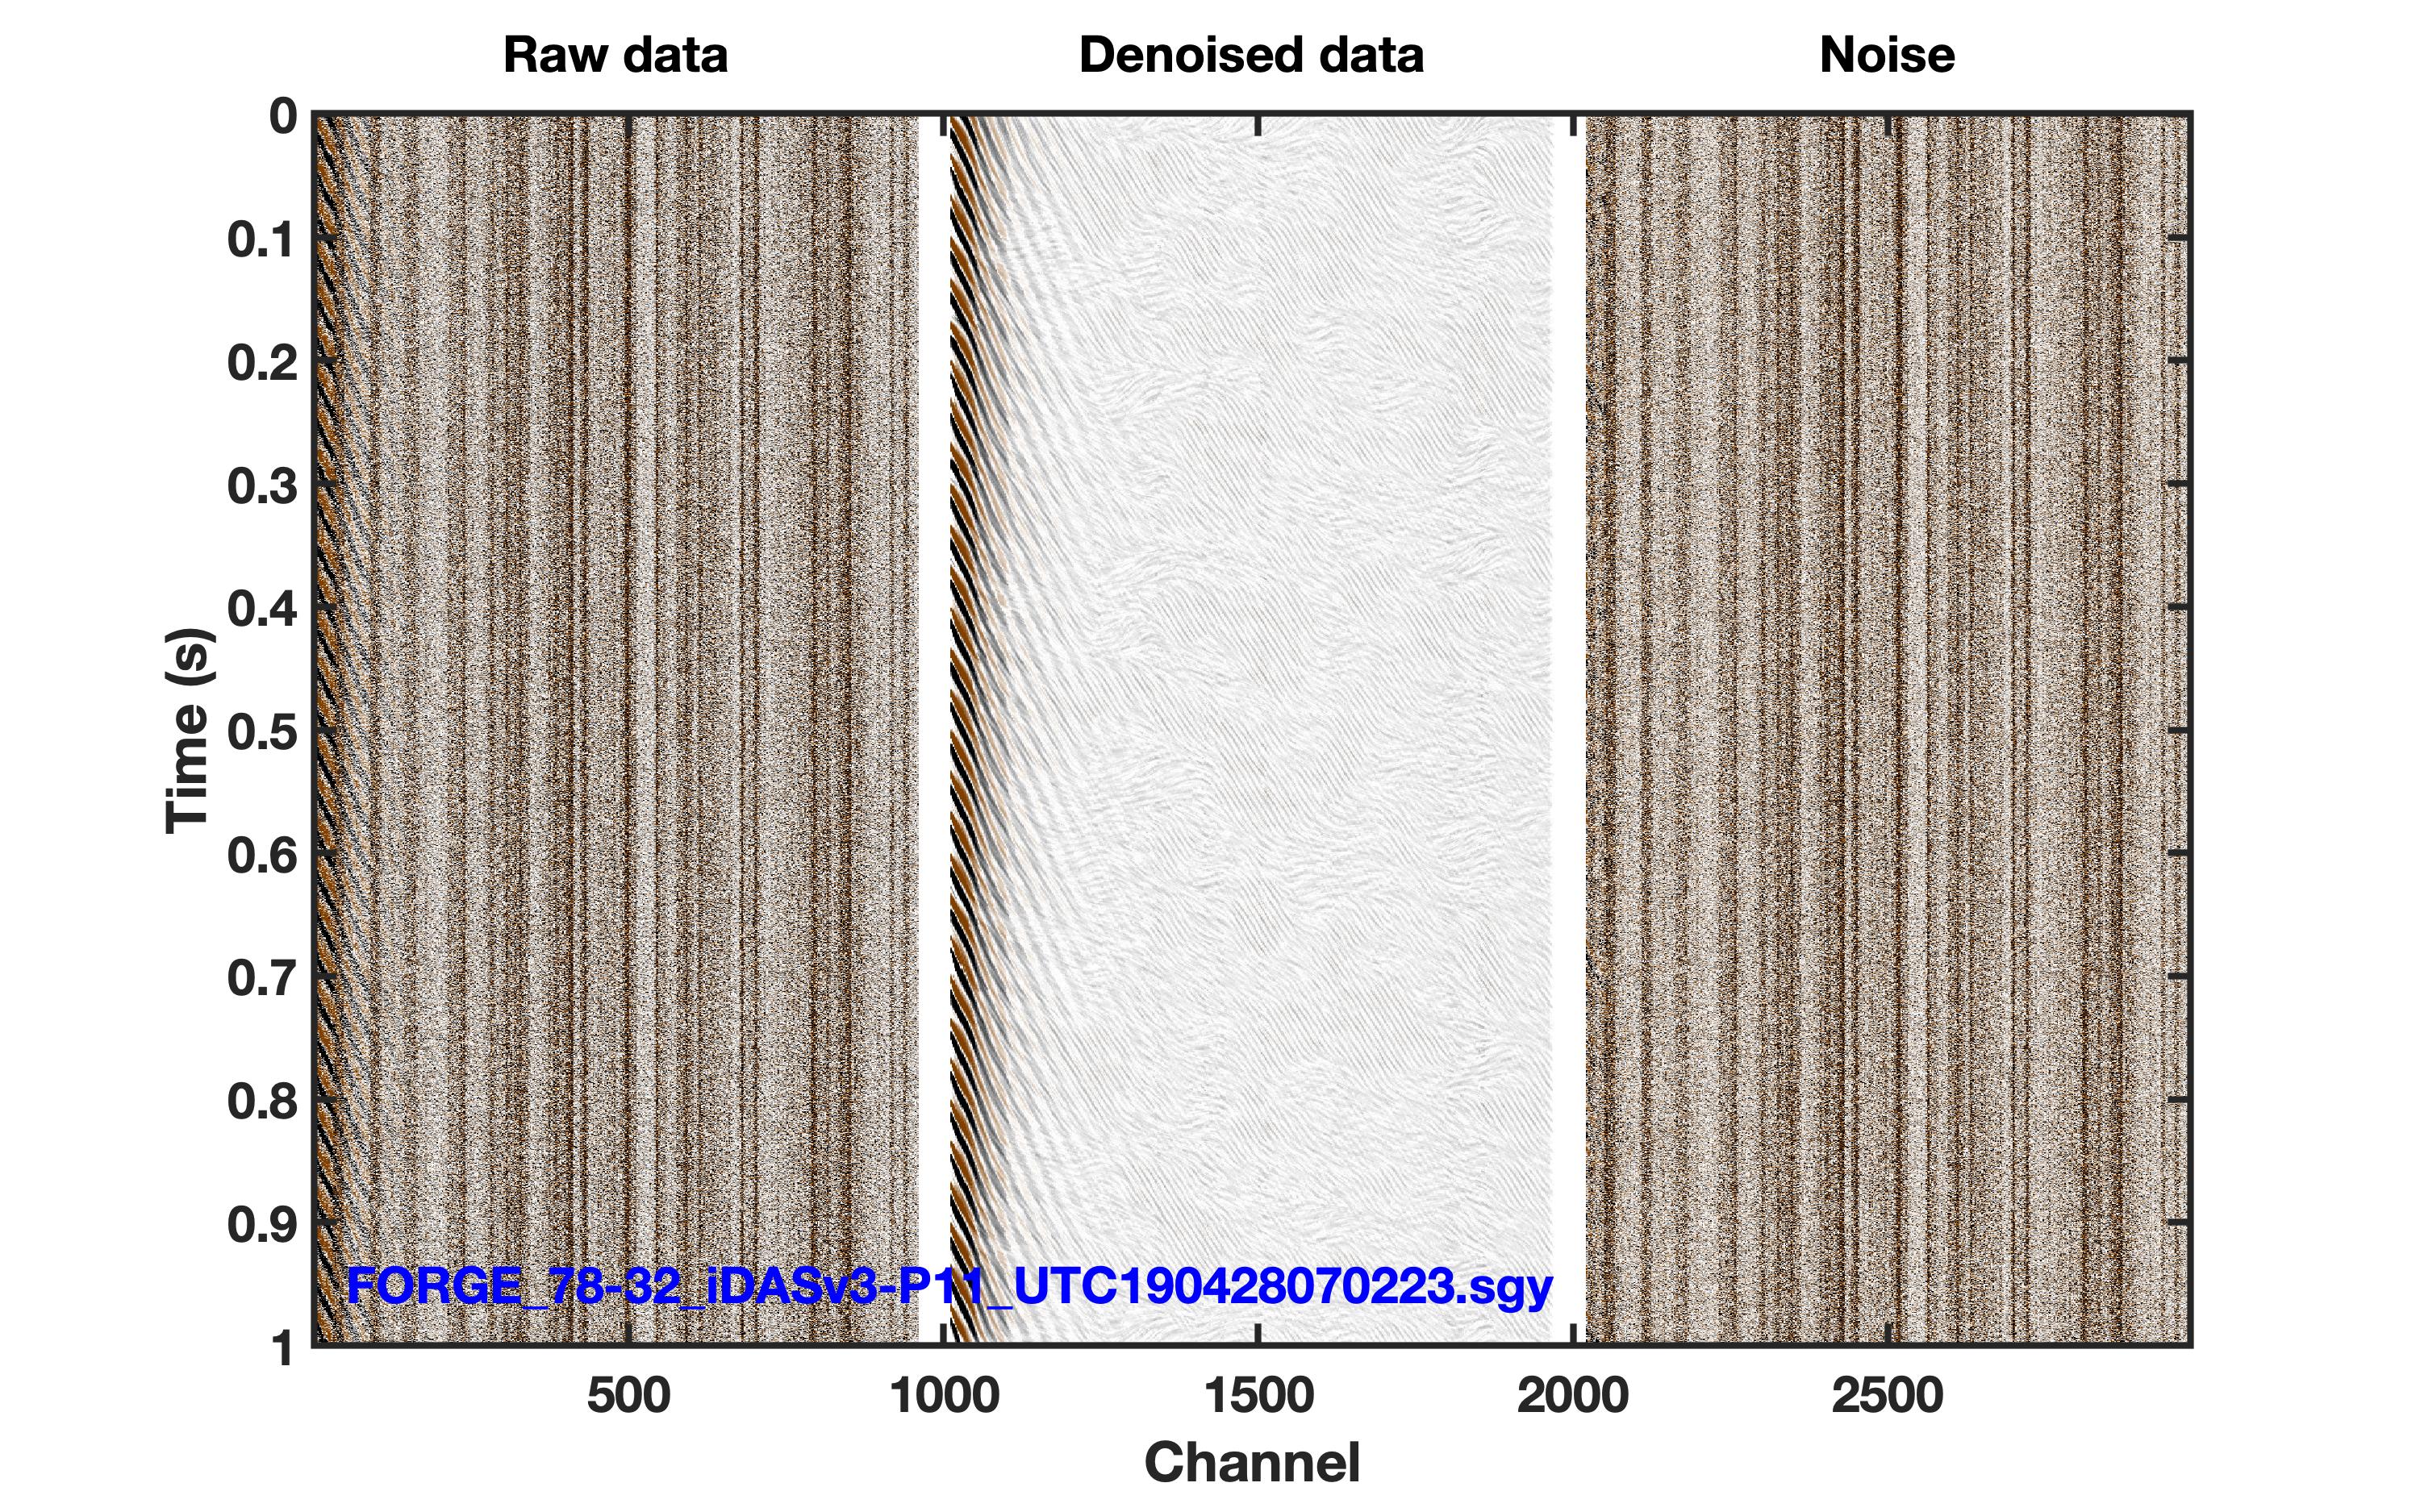 Raw data Denoised data Noise
0
0.1
0.2
0.3
0.4
0.5
0.6
0.7
0.8
0.9
1
Time (s)
FORGE_78-32_iDASv3-P11_UTC190428070223.sgy
500 1000 1500 2000 2500
Channel